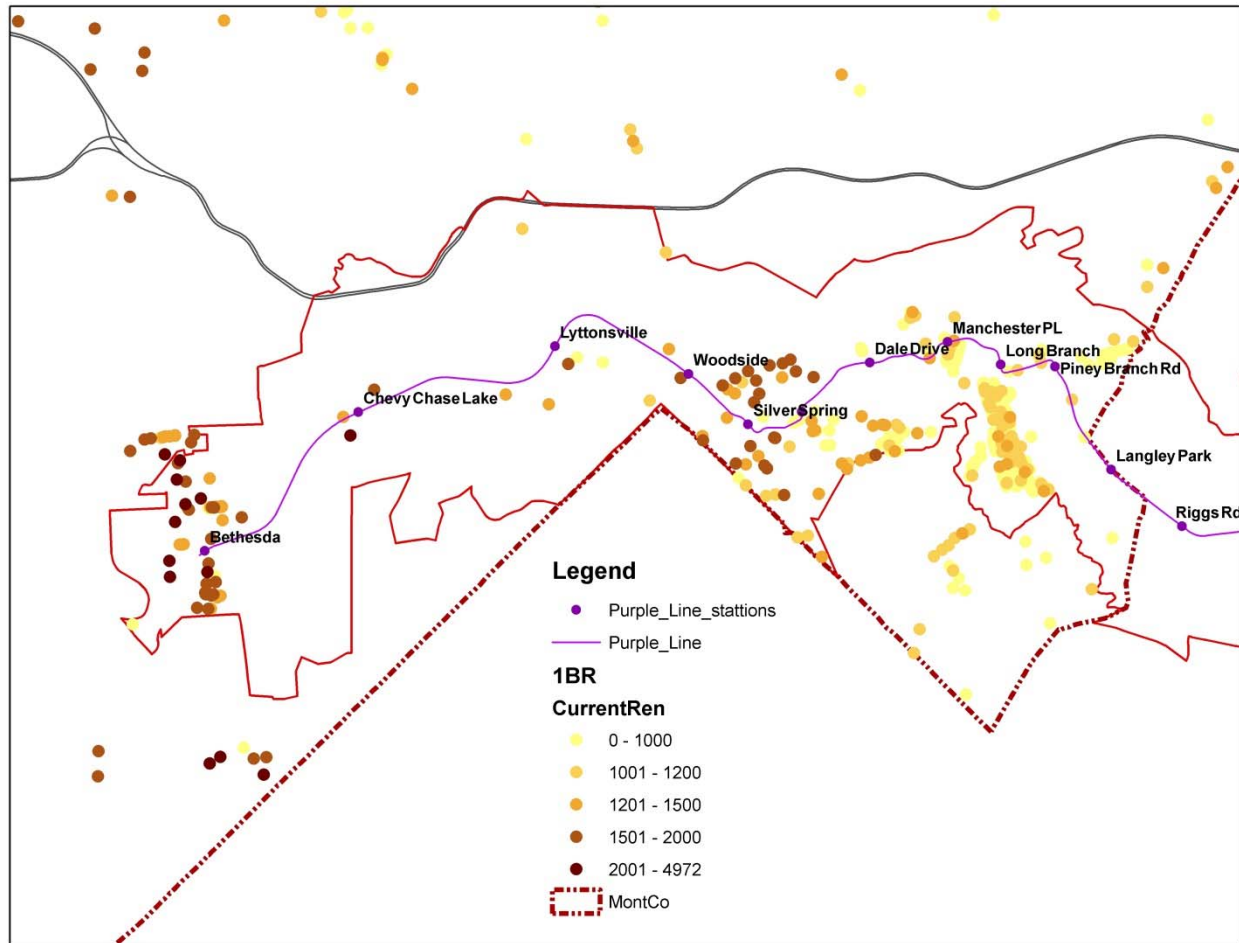 Manchester PL
Lyttonsville
Long Branch
Dale Drive
Woodside
Piney Branch Rd
Chevy Chase Lake
Silver Spring
Langley Park
Riggs Rd
Bethesda
Legend
Purple_Line_stations
Purple_Line
1BR
CurrentRen
0 - 1000
1001 - 1200
1201 - 1500
1501 - 2000
2001 - 4972
MontCo